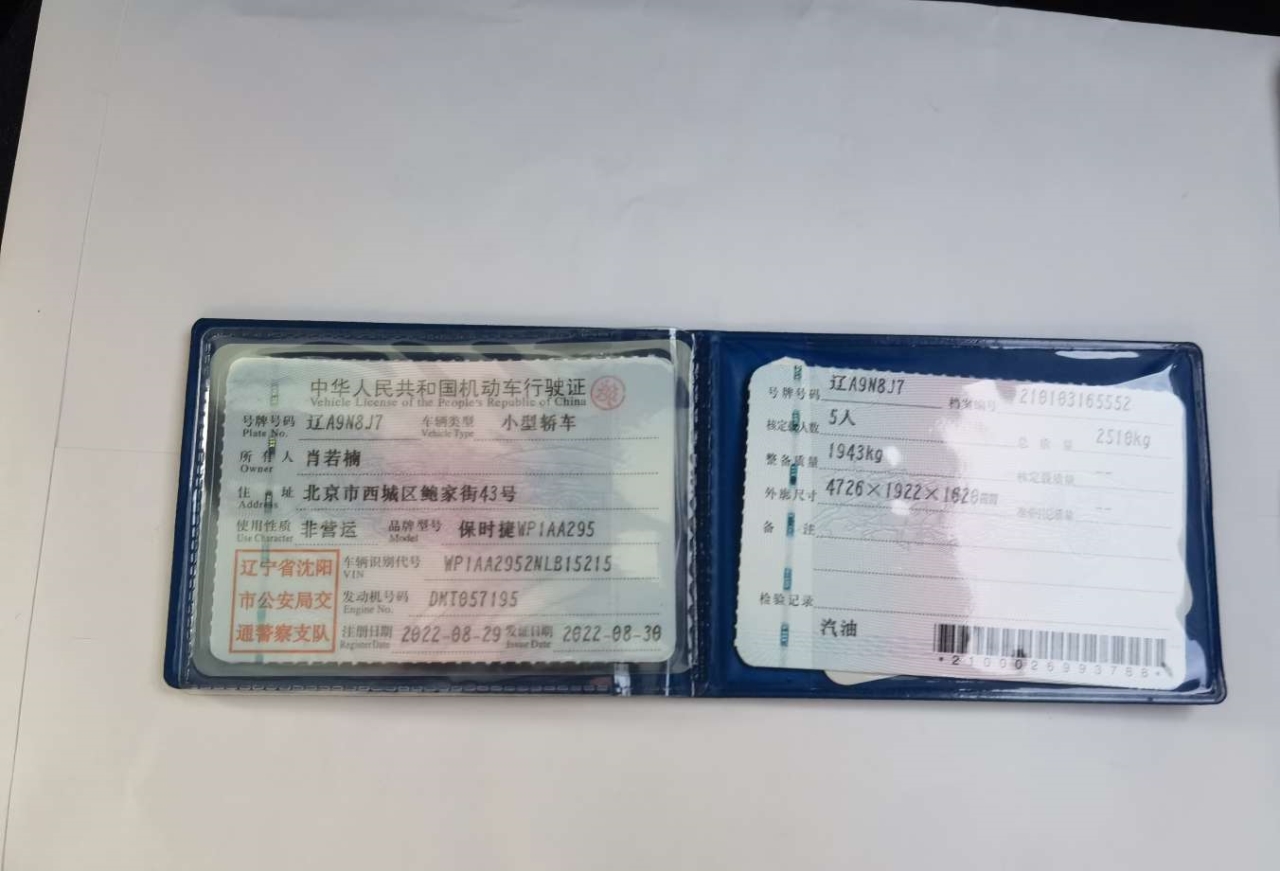 中华人民共和国机动车行驶证
Vehicle License of the People's Republic of China
号牌号码 辽A9N8J7 车辆类型 小型轿车
Plate No. Vehicle Type
所有人 肖若楠
Owner
住址 北京市西城区鲍家街43号
Address
使用性质 非营运 品牌型号 保时捷WP1AA295
Use Character Model
辽宁省沈阳
市公安局交
通警察支队
车辆识别代号 WP1AA2952NLB15215
VIN
发动机号码 DMT057195
Engine No.
注册日期 2022-08-29 发证日期 2022-08-30
Register Date Issue Date
号牌号码 辽A9N8J7 档案编号 210103165552
核定载人数 5人 总质量 2510kg
整备质量 1943kg 核定载质量 --
外廓尺寸 4726×1922×1620mm --
备注
检验记录
汽油
*2100026993788*